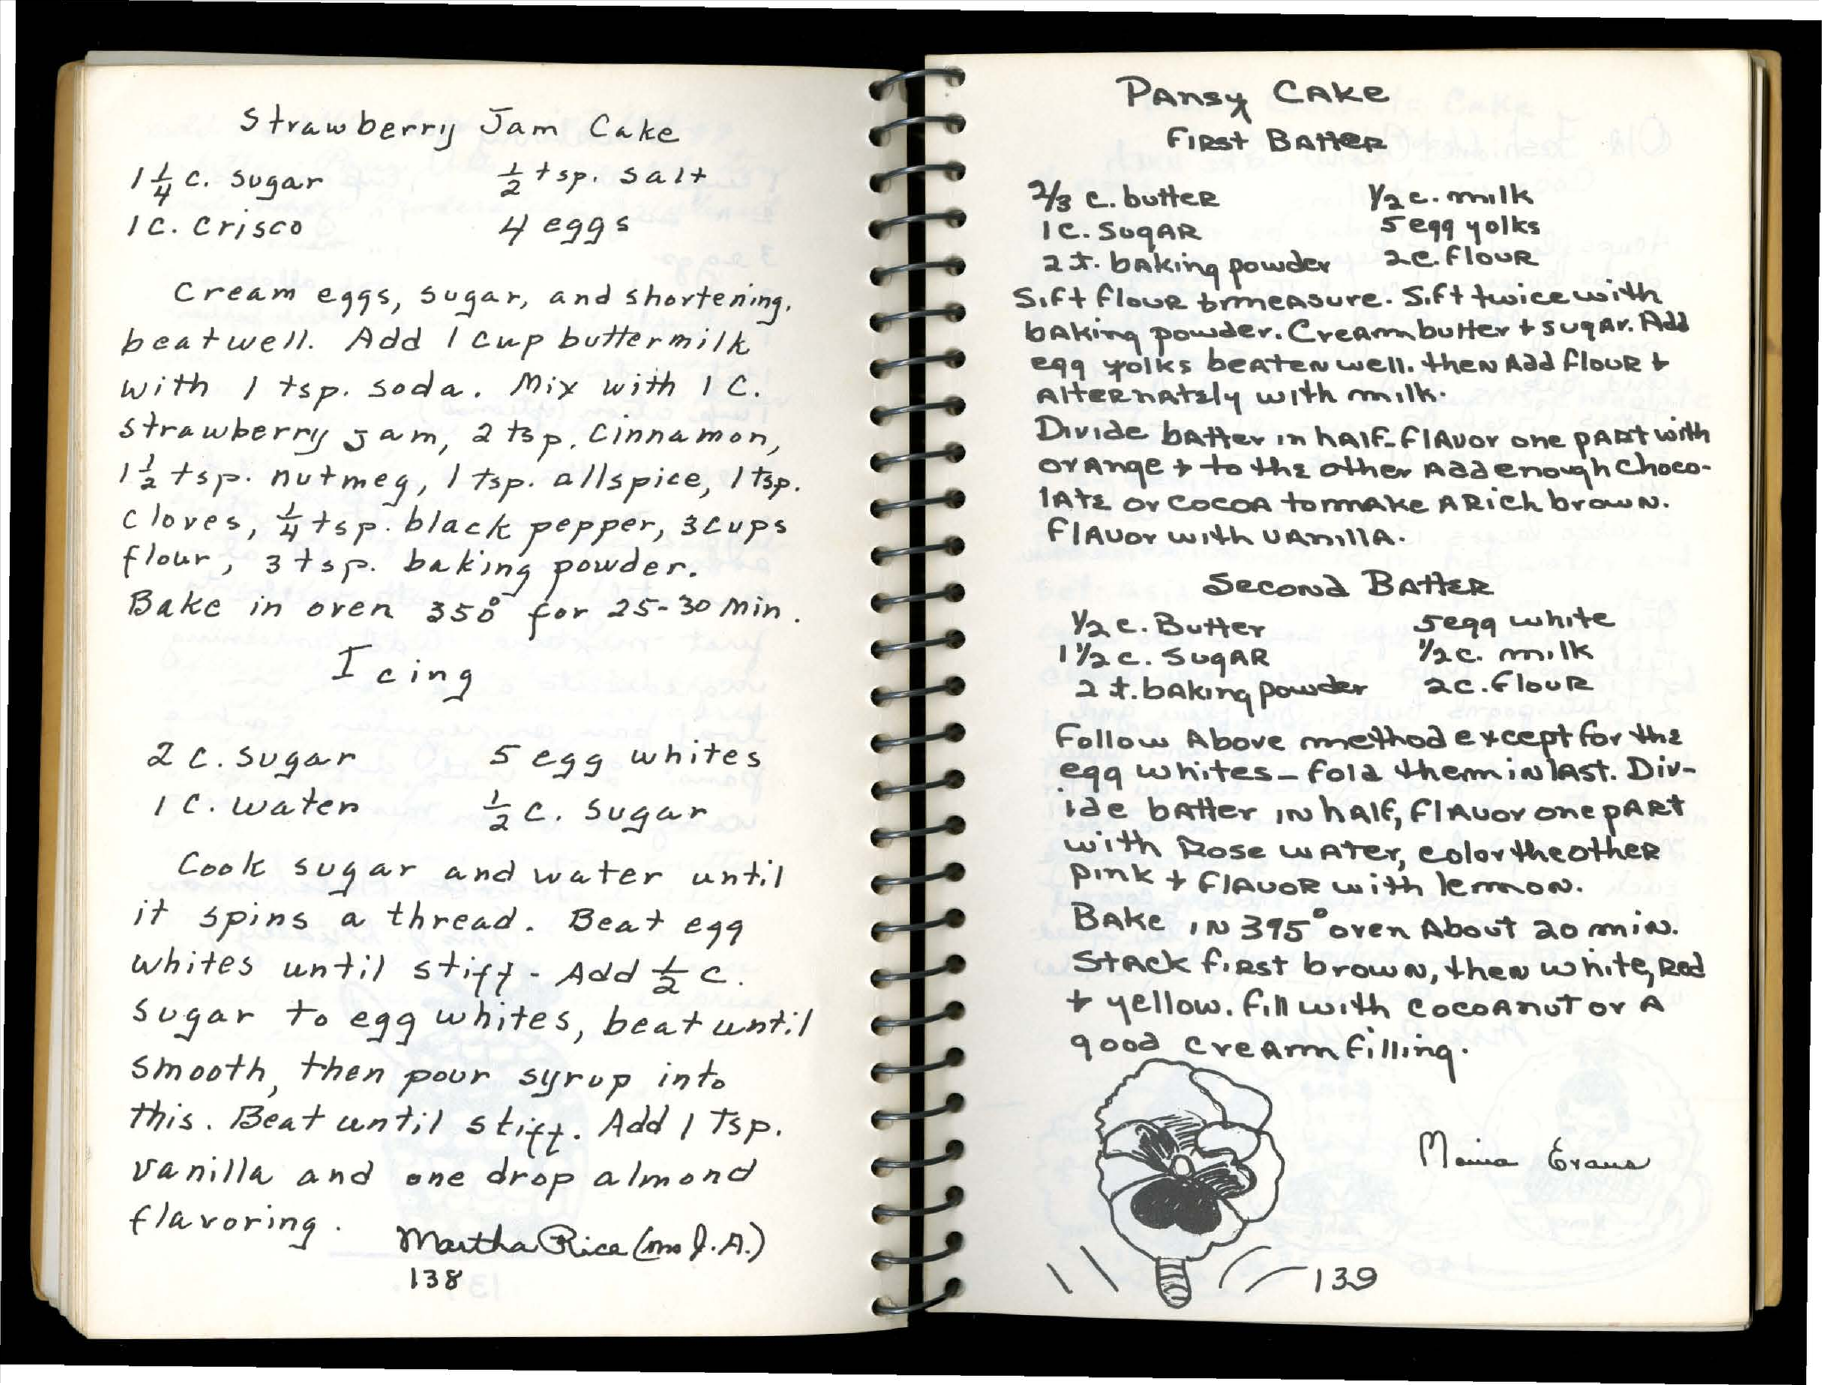 Strawberry Jam Cake
1 1/4 c. sugar 1/2 tsp. salt
1 c. crisco 4 eggs
Cream eggs, sugar, and shortening.
beat well. Add 1 cup buttermilk
with 1 tsp. soda. Mix with 1 C.
strawberry jam, 2 tsp. cinnamon,
1 1/2 tsp. nutmeg, 1 tsp. allspice, 1 tsp.
cloves, 1/4 tsp. black pepper, 3 cups
flour, 3 tsp. baking powder.
Bake in oven 350° for 25-30 min.
Icing
2 c. sugar 5 egg whites
1 c. water 1/2 c. sugar
Cook sugar and water until
it spins a thread. Beat egg
whites until stiff - Add 1/2 c.
sugar to egg whites, beat until
smooth, then pour syrup into
this. Beat until stiff. Add 1 Tsp.
vanilla and one drop almond
flavoring.
Martha Rice (Mrs J. A.)
138
Pansy Cake
First Batter
2/3 c. butter 1/2 c. milk
1 c. sugar 5 egg yolks
2 t. baking powder 2 c. flour
Sift flour & measure. Sift twice with
baking powder. Cream butter + sugar. Add
egg yolks beaten well. then Add flour +
Alternately with milk.
Divide batter in half-flavor one part with
orange + to the other Add enough choco-
late or cocoa to make a rich brown.
Flavor with vanilla.
Second Batter
1/2 c. Butter 5 egg white
1 1/2 c. sugar 1/2 c. milk
2 t. baking powder 2 c. flour
Follow Above method except for the
egg whites - fold them in last. Div-
ide batter in half, flavor one part
with Rose water, color the other
pink + flavor with lemon.
Bake in 395° oven About 20 min.
Stack first brown, then white, Red
+ yellow. Fill with cocoanut or a
good cream filling.
Evans
139